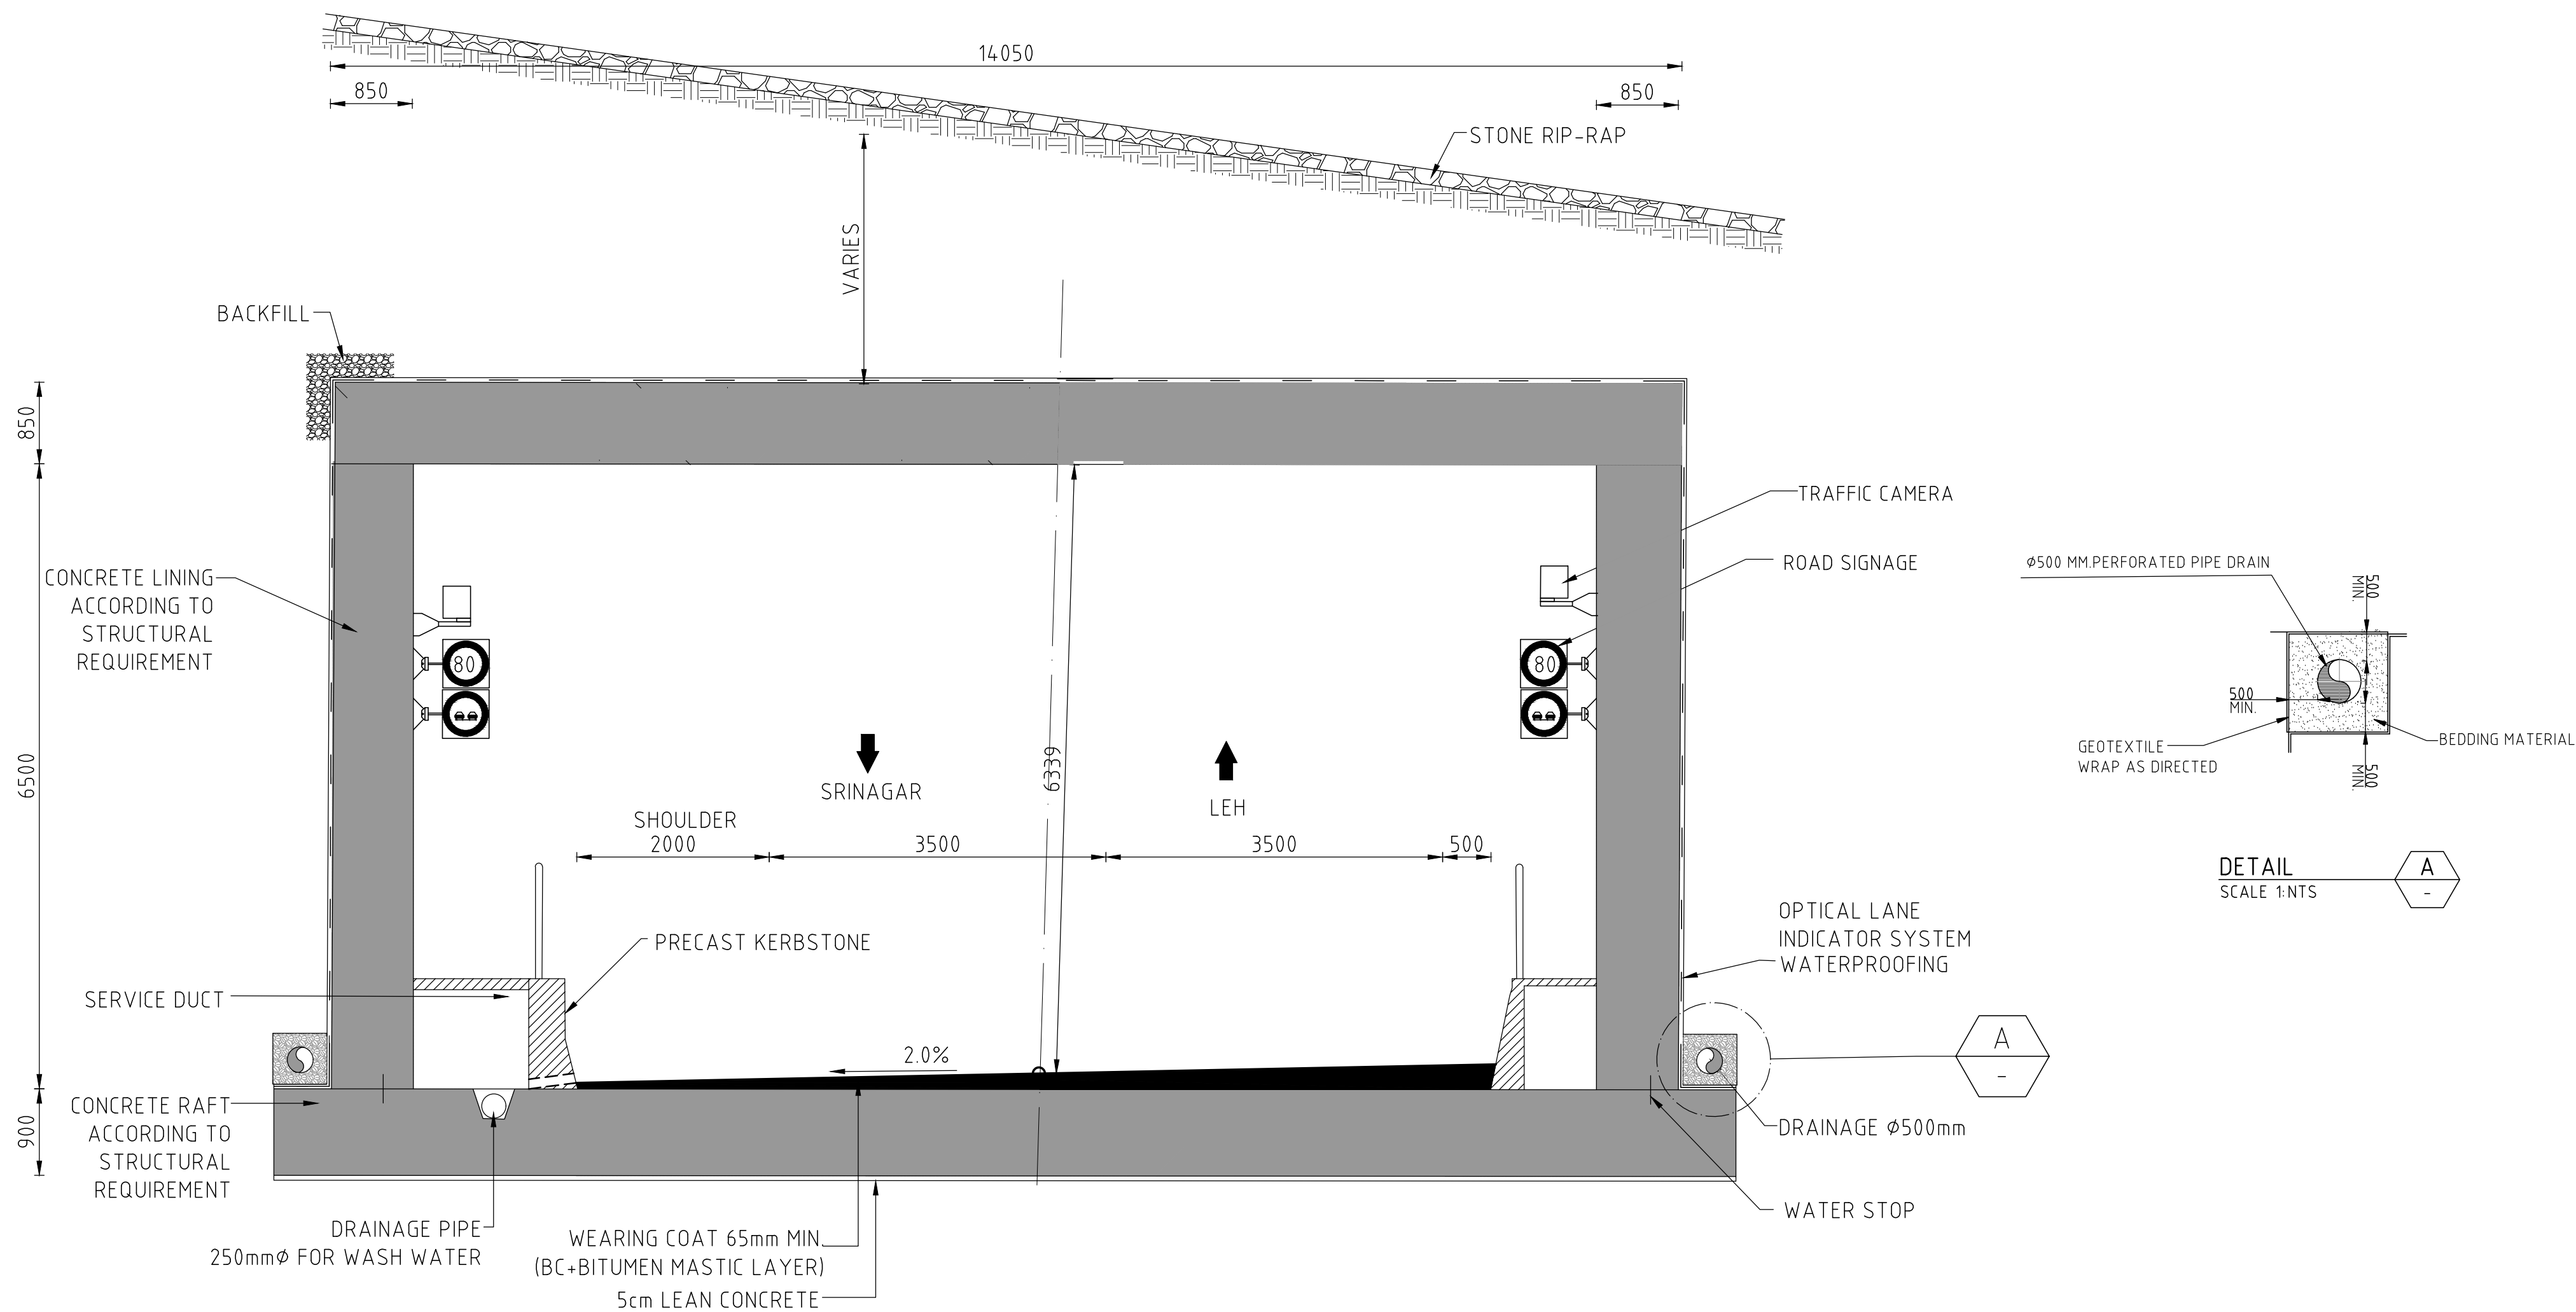 14050
850
850
STONE RIP-RAP
VARIES
BACKFILL
850
TRAFFIC CAMERA
ROAD SIGNAGE
CONCRETE LINING
ACCORDING TO
STRUCTURAL
REQUIREMENT
80
80
6500
6339
SRINAGAR
LEH
SHOULDER
2000
3500
3500
500
PRECAST KERBSTONE
SERVICE DUCT
OPTICAL LANE
INDICATOR SYSTEM
WATERPROOFING
2.0%
A
-
900
CONCRETE RAFT
ACCORDING TO
STRUCTURAL
REQUIREMENT
DRAINAGE Ø500mm
WATER STOP
DRAINAGE PIPE
250mmØ FOR WASH WATER
WEARING COAT 65mm MIN.
(BC+BITUMEN MASTIC LAYER)
5cm LEAN CONCRETE
Ø500 MM.PERFORATED PIPE DRAIN
500
MIN.
500
MIN.
GEOTEXTILE
WRAP AS DIRECTED
BEDDING MATERIAL
500
MIN.
DETAIL
SCALE 1:NTS
A
-